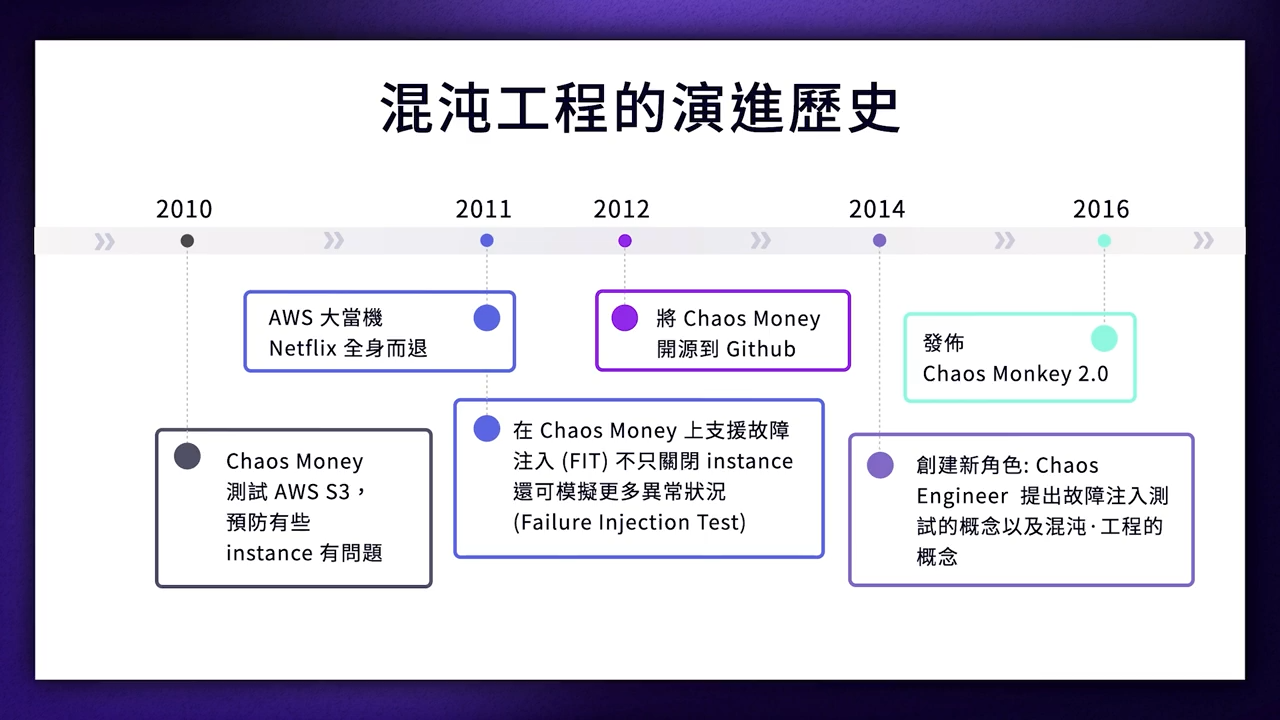 混沌工程的演進歷史
2010
2011
2012
2014
2016
AWS 大當機
Netflix 全身而退
將 Chaos Money
開源到 Github
發佈
Chaos Monkey 2.0
Chaos Money
測試 AWS S3，
預防有些
instance 有問題
在 Chaos Money 上支援故障
注入 (FIT) 不只關閉 instance
還可模擬更多異常狀況
(Failure Injection Test)
創建新角色: Chaos
Engineer 提出故障注入測
試的概念以及混沌·工程的
概念